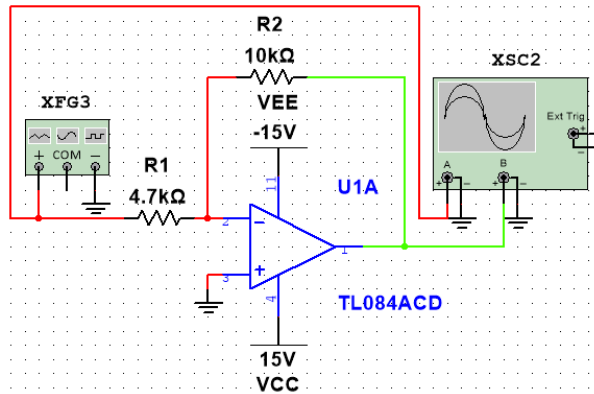 R2
10kΩ
XSC2
VEE
XFG3
-15V
Ext Trig
+
−
+ COM −
R1
A
B
11
U1A
+ −
+ −
4.7kΩ
2
−
1
+
3
4
TL084ACD
15V
VCC